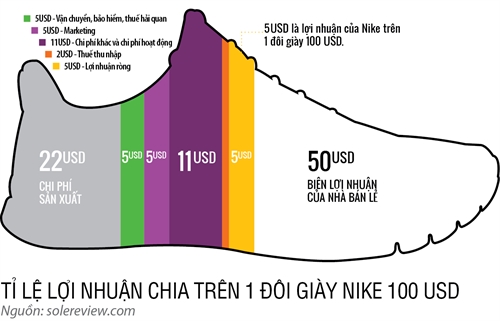 5USD - Vận chuyển, bảo hiểm, thuế hải quan
5USD - Marketing
11USD - Chi phí khác và chi phí hoạt động
2USD - Thuế thu nhập
5USD - Lợi nhuận ròng
5USD là lợi nhuận của Nike trên
1 đôi giày 100 USD.
22USD
CHI PHÍ
SẢN XUẤT
5USD
5USD
11USD
5USD
50USD
BIÊN LỢI NHUẬN
CỦA NHÀ BÁN LẺ
TỈ LỆ LỢI NHUẬN CHIA TRÊN 1 ĐÔI GIÀY NIKE 100 USD
Nguồn: solereview.com